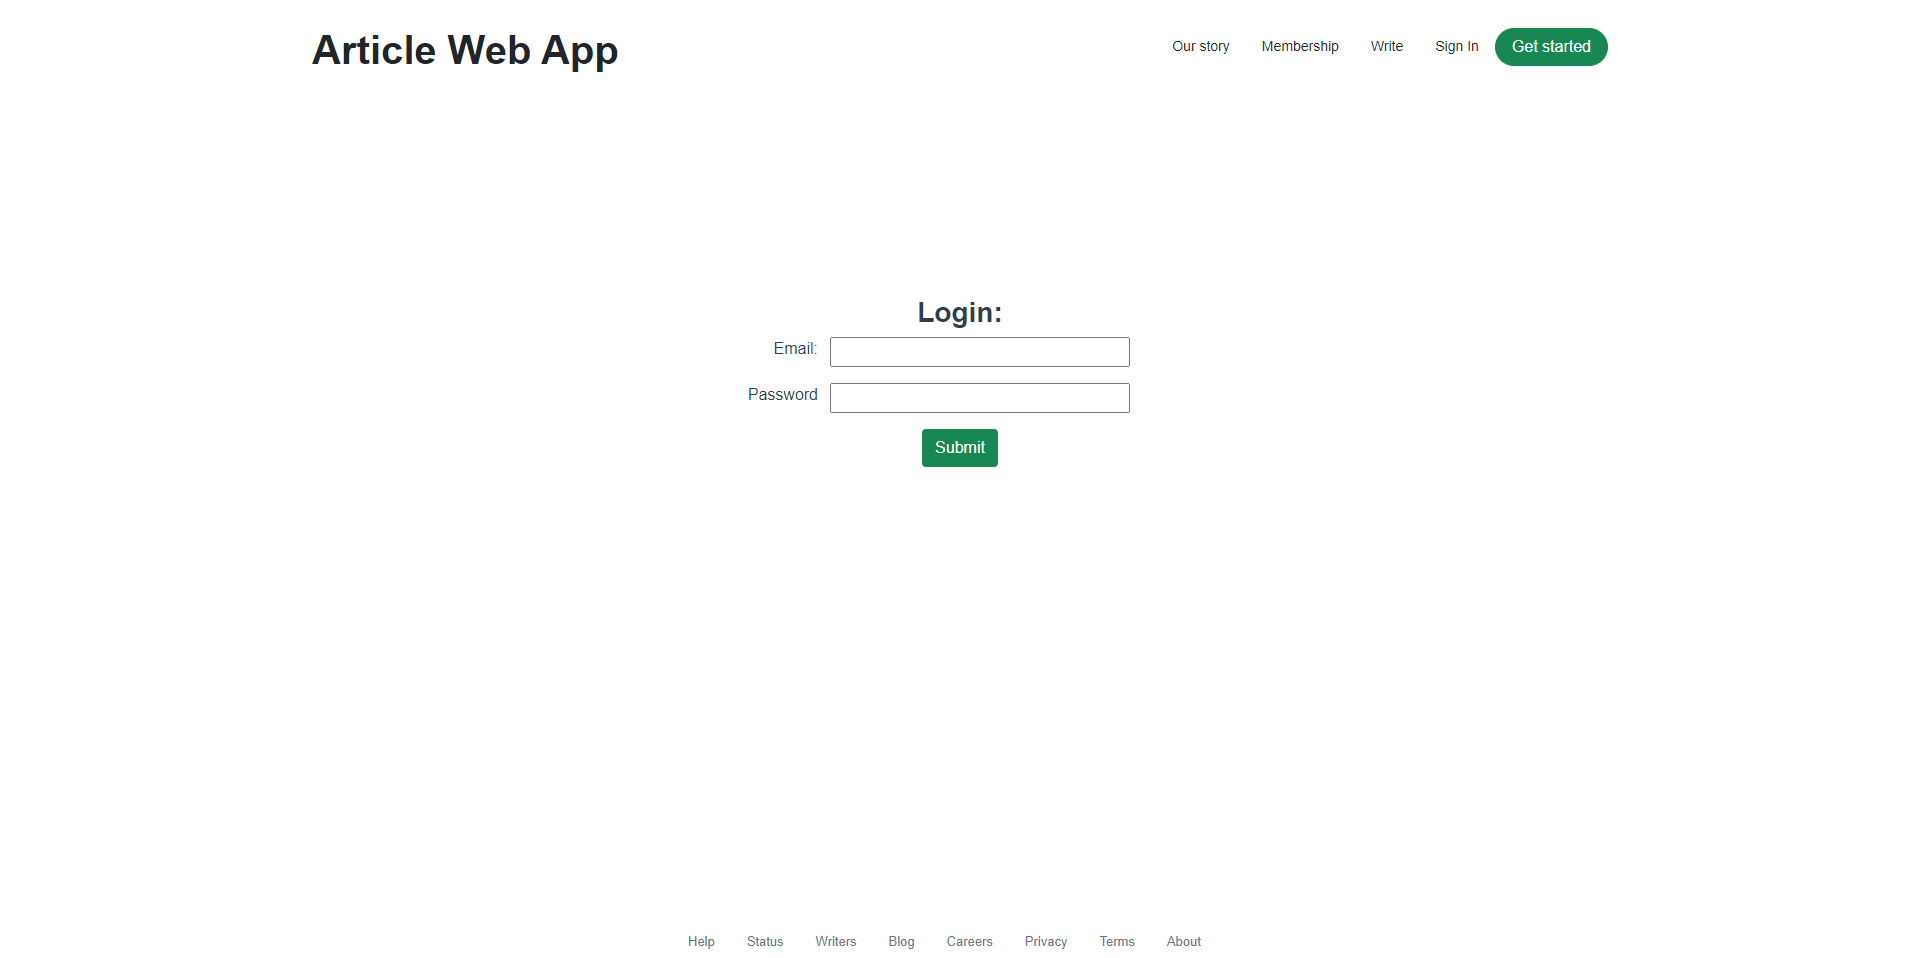 Article Web App
Our story Membership Write Sign In Get started
Login:
Email:
Password
Submit
Help Status Writers Blog Careers Privacy Terms About